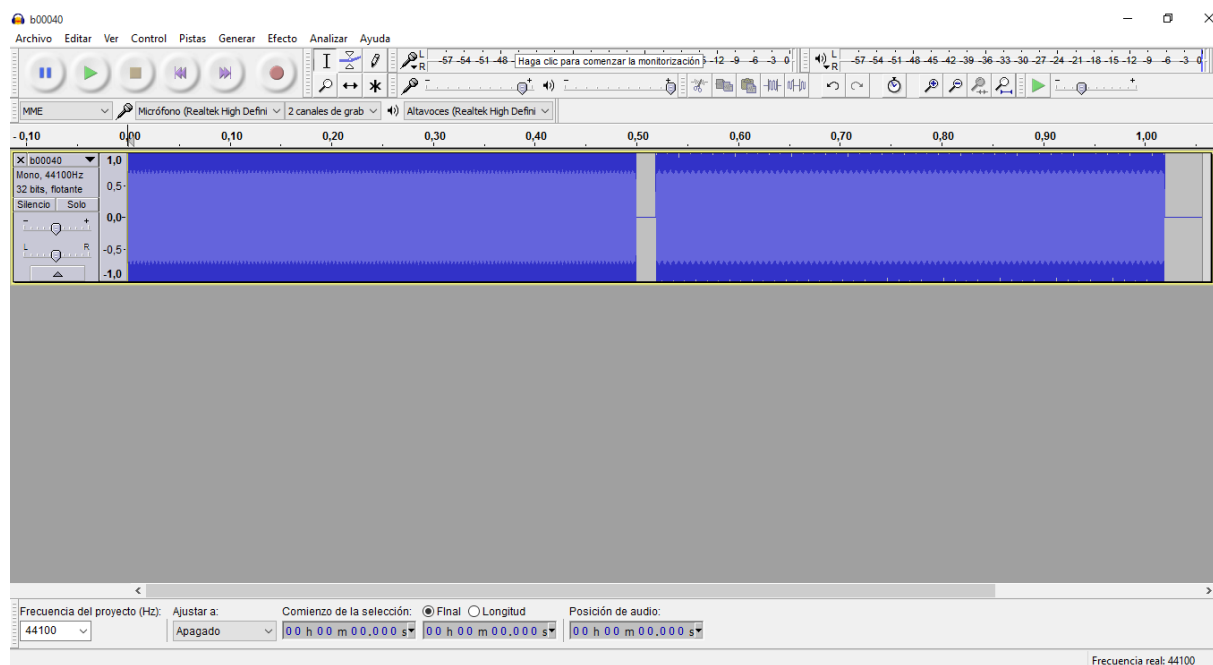 b00040
Archivo Editar Ver Control Pistas Generar Efecto Analizar Ayuda
L R -57 -54 -51 -48 Haga clic para comenzar la monitorización -12 -9 -6 -3 0 L R -57 -54 -51 -48 -45 -42 -39 -36 -33 -30 -27 -24 -21 -18 -15 -12 -9 -6 -3 0
MME Micrófono (Realtek High Defini 2 canales de grab Altavoces (Realtek High Defini
-0,10 0,00 0,10 0,20 0,30 0,40 0,50 0,60 0,70 0,80 0,90 1,00
b00040 1,0
Mono, 44100Hz
32 bits, flotante 0,5
Silencio Solo
- + 0,0
L R -0,5
-1,0
Frecuencia del proyecto (Hz): Ajustar a: Comienzo de la selección: FInal Longitud Posición de audio:
44100 Apagado 00 h 00 m 00.000 s 00 h 00 m 00.000 s 00 h 00 m 00.000 s
Frecuencia real: 44100